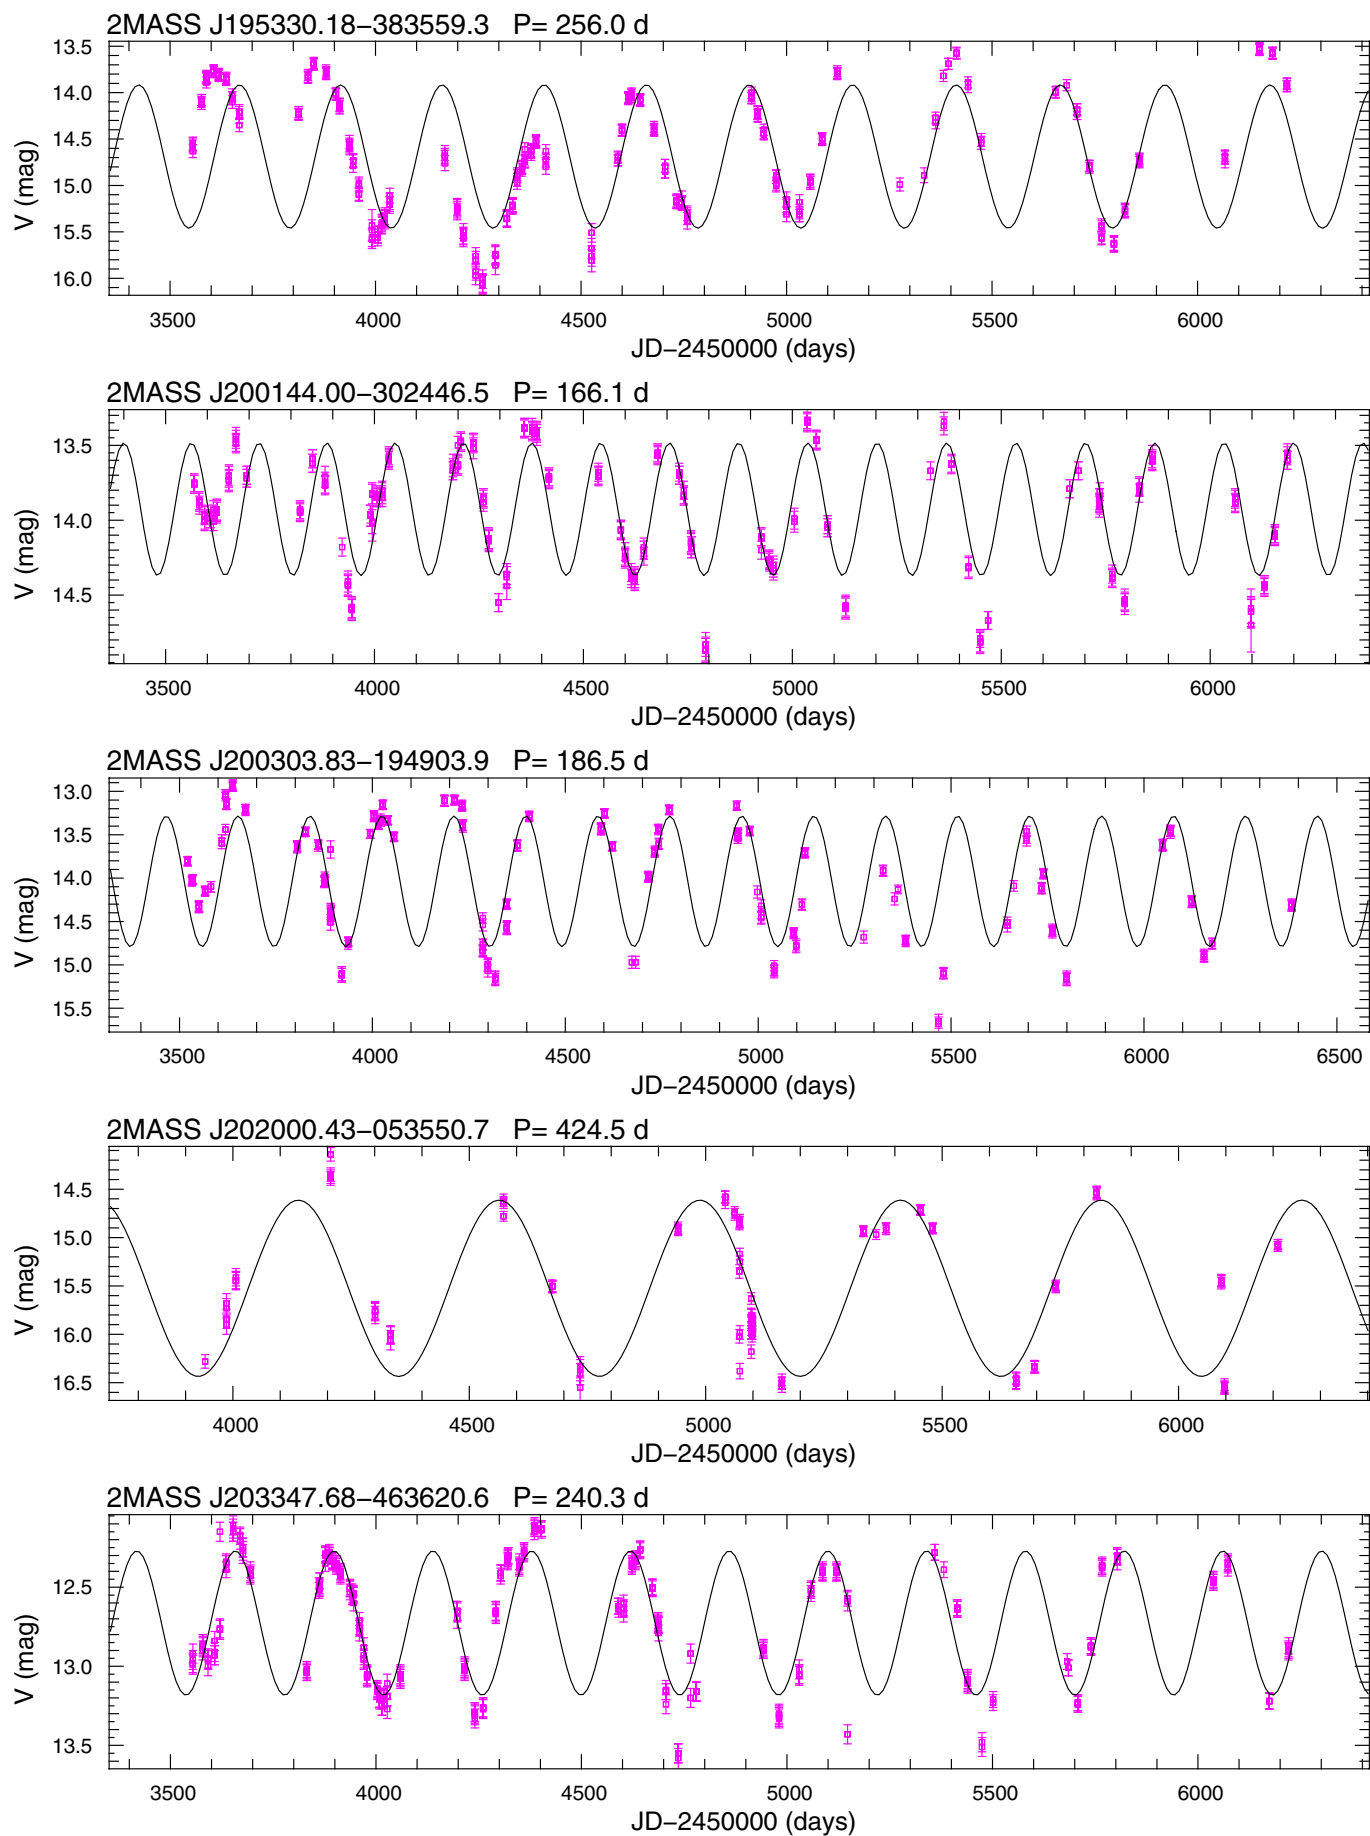 2MASS J195330.18−383559.3 P= 256.0 d
13.5
14.0
14.5
15.0
15.5
16.0
V (mag)
3500 4000 4500 5000 5500 6000
JD−2450000 (days)
2MASS J200144.00−302446.5 P= 166.1 d
13.5
14.0
14.5
V (mag)
3500 4000 4500 5000 5500 6000
JD−2450000 (days)
2MASS J200303.83−194903.9 P= 186.5 d
13.0
13.5
14.0
14.5
15.0
15.5
V (mag)
3500 4000 4500 5000 5500 6000 6500
JD−2450000 (days)
2MASS J202000.43−053550.7 P= 424.5 d
14.5
15.0
15.5
16.0
16.5
V (mag)
4000 4500 5000 5500 6000
JD−2450000 (days)
2MASS J203347.68−463620.6 P= 240.3 d
12.5
13.0
13.5
V (mag)
3500 4000 4500 5000 5500 6000
JD−2450000 (days)